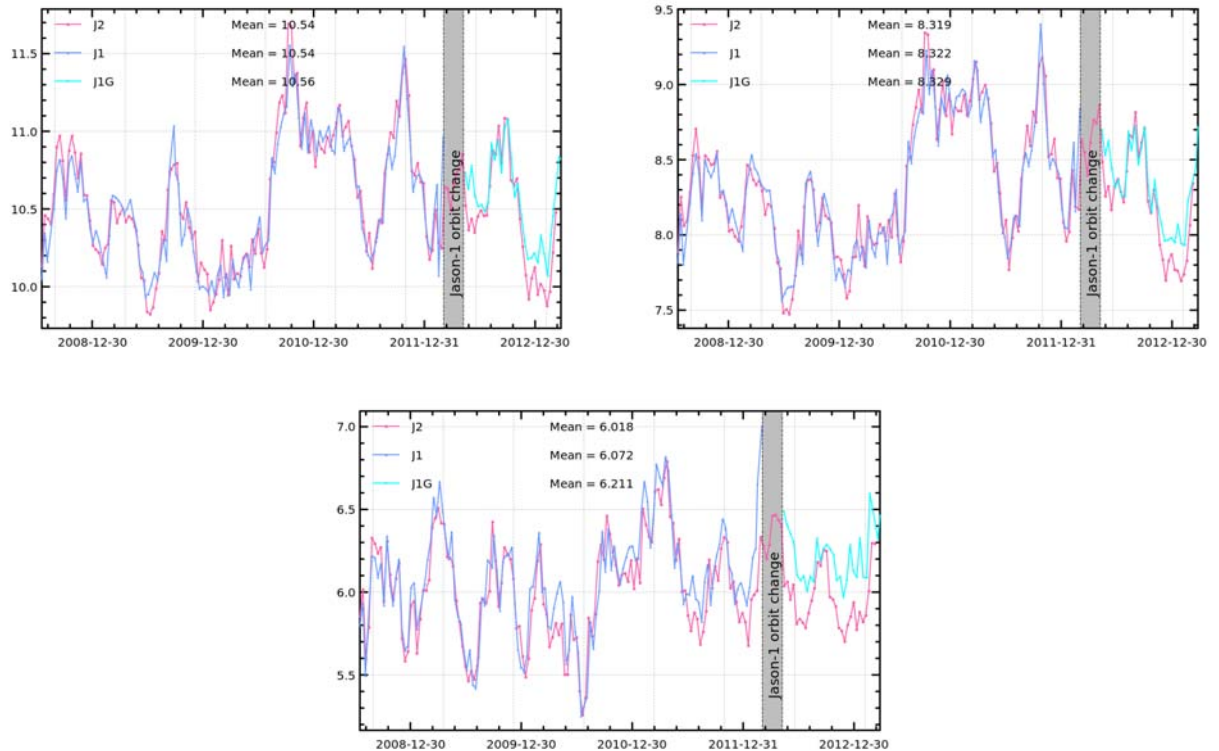 J2 Mean = 10.54
J1 Mean = 10.54
J1G Mean = 10.56
11.5
11.0
10.5
10.0
Jason-1 orbit change
2008-12-30 2009-12-30 2010-12-30 2011-12-31 2012-12-30
9.5
J2 Mean = 8.319
J1 Mean = 8.322
J1G Mean = 8.329
9.0
8.5
8.0
7.5
Jason-1 orbit change
2008-12-30 2009-12-30 2010-12-30 2011-12-31 2012-12-30
7.0
J2 Mean = 6.018
J1 Mean = 6.072
J1G Mean = 6.211
6.5
6.0
5.5
Jason-1 orbit change
2008-12-30 2009-12-30 2010-12-30 2011-12-31 2012-12-30